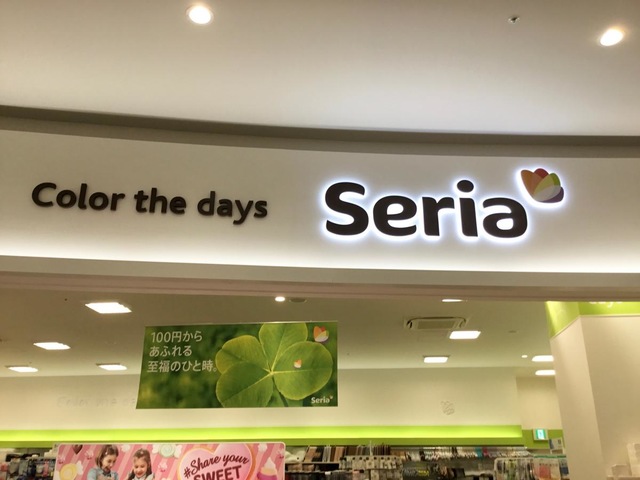 Color the days
Seria
100円から
あふれる
至福のひと時。
Seria
#Share your
SWEET